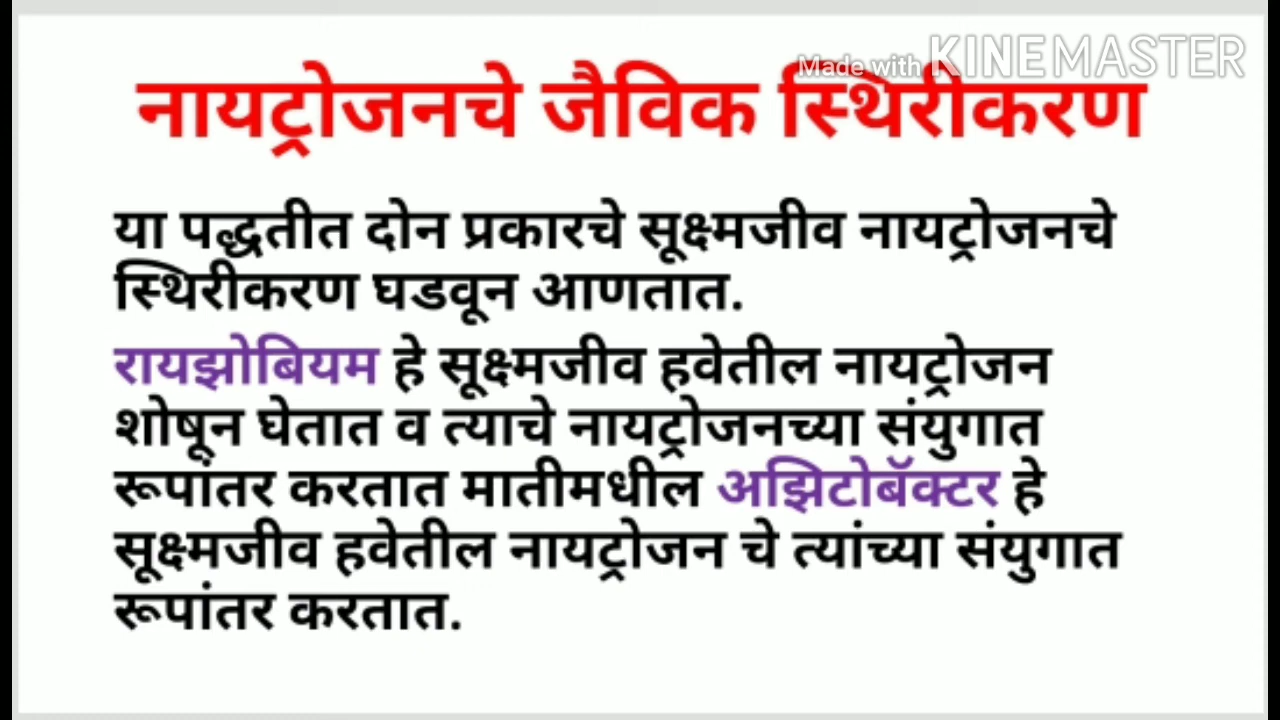 Made with KINEMASTER
नायट्रोजनचे जैविक स्थिरीकरण
या पद्धतीत दोन प्रकारचे सूक्ष्मजीव नायट्रोजनचे
स्थिरीकरण घडवून आणतात.
रायझोबियम हे सूक्ष्मजीव हवेतील नायट्रोजन
शोषून घेतात व त्याचे नायट्रोजनच्या संयुगात
रूपांतर करतात मातीमधील अझिटोबॅक्टर हे
सूक्ष्मजीव हवेतील नायट्रोजन चे त्यांच्या संयुगात
रूपांतर करतात.